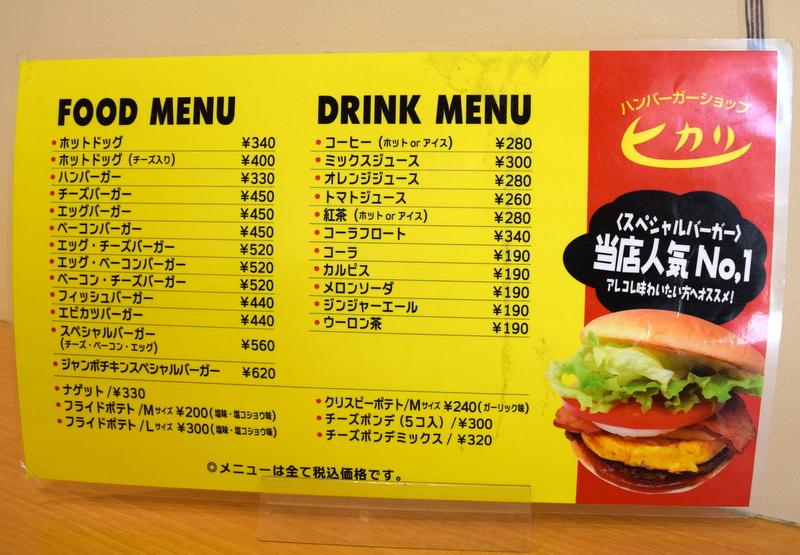 FOOD MENU
・ホットドッグ ¥340
・ホットドッグ (チーズ入り) ¥400
・ハンバーガー ¥330
・チーズバーガー ¥450
・エッグバーガー ¥450
・ベーコンバーガー ¥450
・エッグ・チーズバーガー ¥520
・エッグ・ベーコンバーガー ¥520
・ベーコン・チーズバーガー ¥520
・フィッシュバーガー ¥440
・エビカツバーガー ¥440
・スペシャルバーガー ¥560
(チーズ・ベーコン・エッグ)
・ジャンボチキンスペシャルバーガー ¥620
・ナゲット/¥330
・フライドポテト/Mサイズ ¥200(塩味・塩コショウ味)
・フライドポテト/Lサイズ ¥300(塩味・塩コショウ味)
DRINK MENU
・コーヒー (ホット or アイス) ¥280
・ミックスジュース ¥300
・オレンジジュース ¥280
・トマトジュース ¥260
・紅茶 (ホット or アイス) ¥280
・コーラフロート ¥340
・コーラ ¥190
・カルピス ¥190
・メロンソーダ ¥190
・ジンジャーエール ¥190
・ウーロン茶 ¥190
・クリスピーポテト/Mサイズ ¥240(ガーリック味)
・チーズポンデ(5コ入)/¥300
・チーズポンデミックス/¥320
◎メニューは全て税込価格です。
ハンバーガーショップ
ヒカリ
〈スペシャルバーガー〉
当店人気No,1
アレコレ味わいたい方へオススメ!